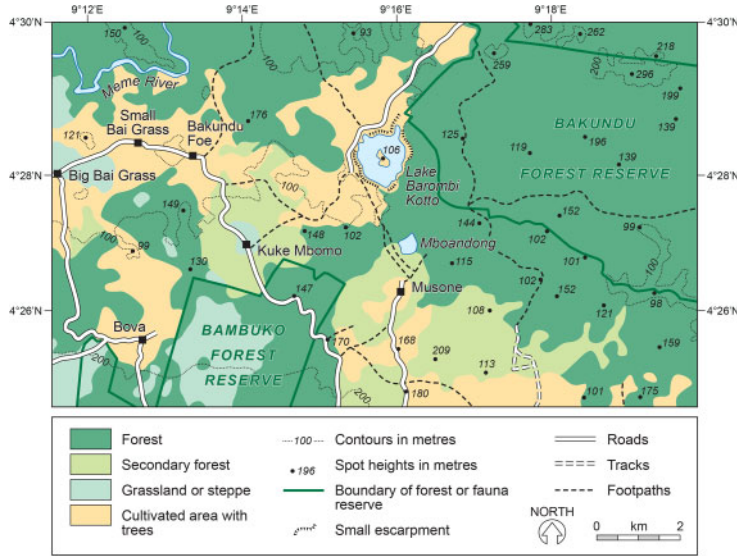 9°12'
9°14'
9°16'
9°18'
4°30'
4°30'
150
100
93
283
262
218
259
200
296
199
Meme River
Small
Bai Grass
Bakundu
Foe
176
121
106
125
119
BAKUNDU
196
139
139
FOREST RESERVE
4°28'
4°28'
Big Bai Grass
100
Lake
Barombi
Kotto
149
148
102
144
152
102
99
100
99
Kuke Mbomo
Mboandong
130
115
101
100
147
Musone
102
152
98
121
4°26'
4°26'
108
Bova
BAMBUKO
FOREST
RESERVE
200
170
168
209
113
159
200
180
101
175
Forest
Secondary forest
Grassland or steppe
Cultivated area with
trees
100
Contours in metres
196
Spot heights in metres
Boundary of forest or fauna
reserve
Small escarpment
Roads
Tracks
Footpaths
NORTH
0 km 2